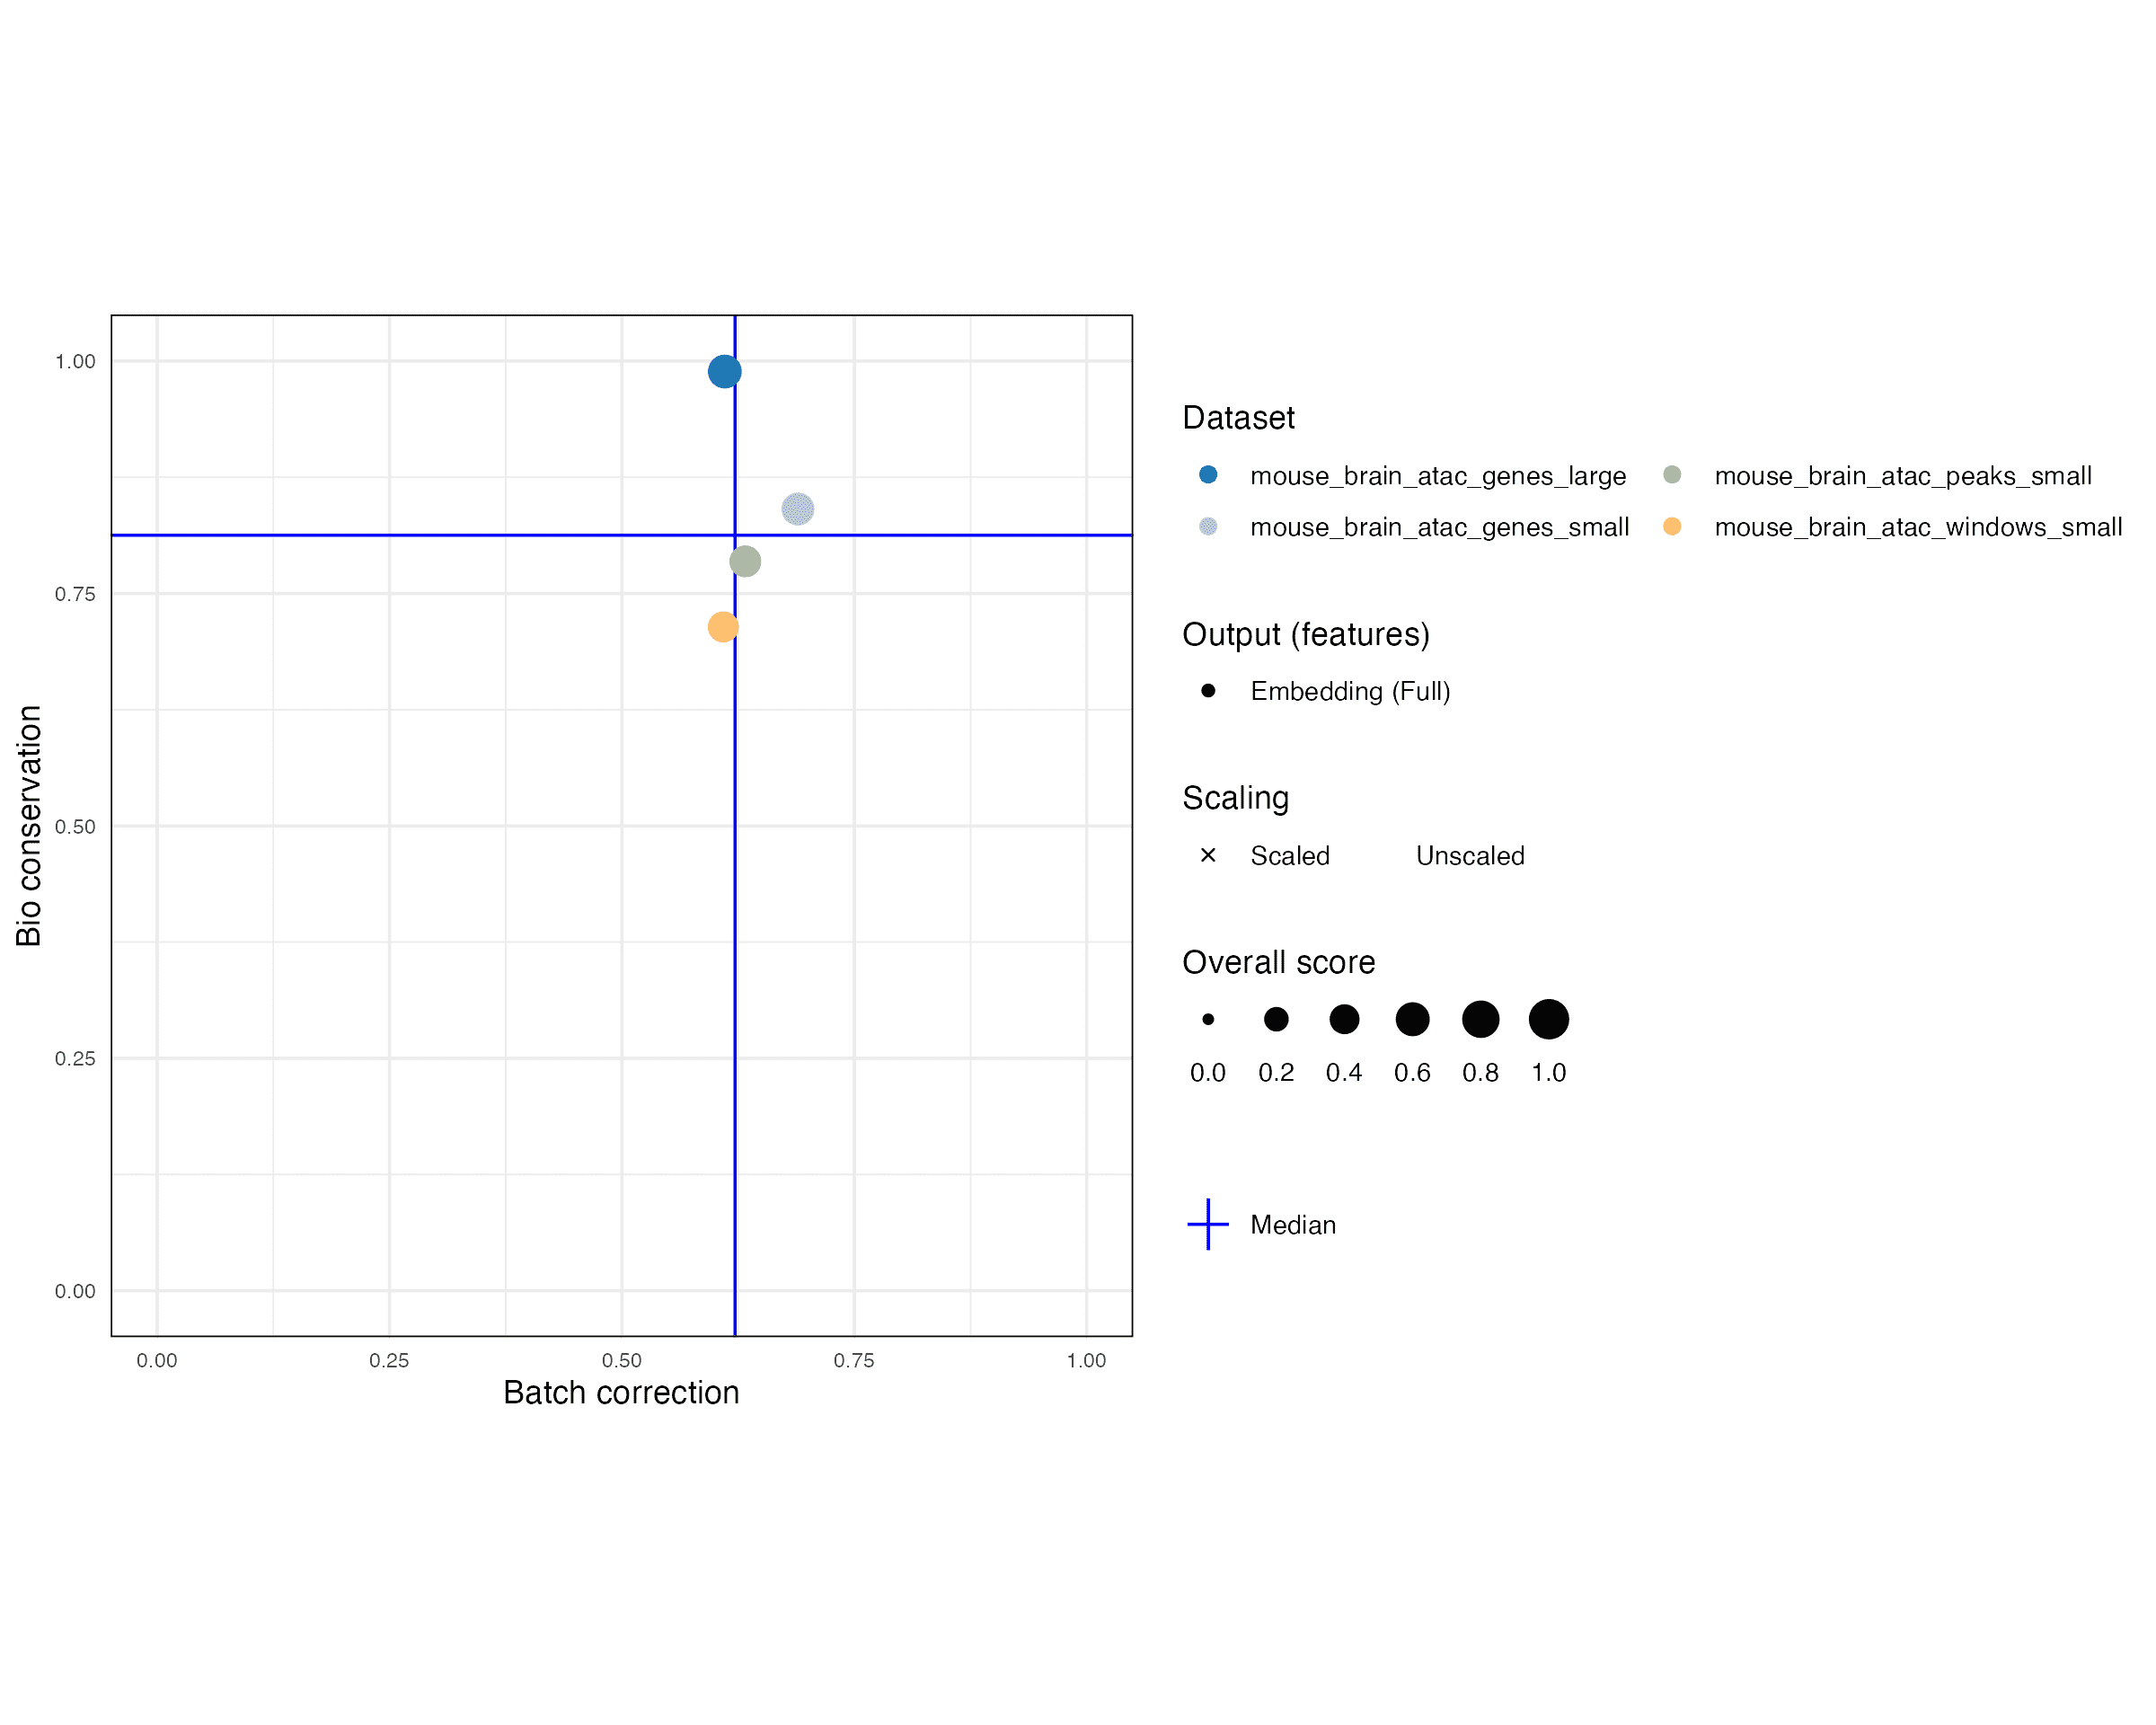 1.00
0.75
0.50
0.25
0.00
Bio conservation
0.00 0.25 0.50 0.75 1.00
Batch correction
Dataset
mouse_brain_atac_genes_large mouse_brain_atac_peaks_small
mouse_brain_atac_genes_small mouse_brain_atac_windows_small
Output (features)
Embedding (Full)
Scaling
Scaled Unscaled
Overall score
0.0 0.2 0.4 0.6 0.8 1.0
Median